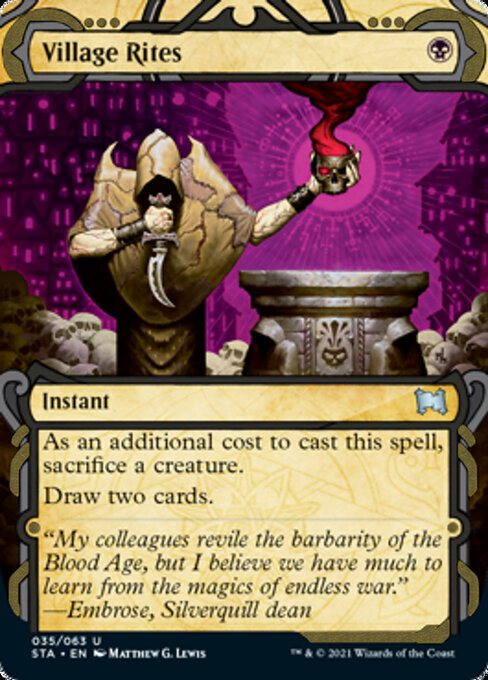 Village Rites
Instant
As an additional cost to cast this spell,
sacrifice a creature.
Draw two cards.
“My colleagues revile the barbarity of the
Blood Age, but I believe we have much to
learn from the magics of endless war.”
—Embrose, Silverquill dean
035/063 U
STA • EN Matthew G. Lewis
™ & © 2021 Wizards of the Coast